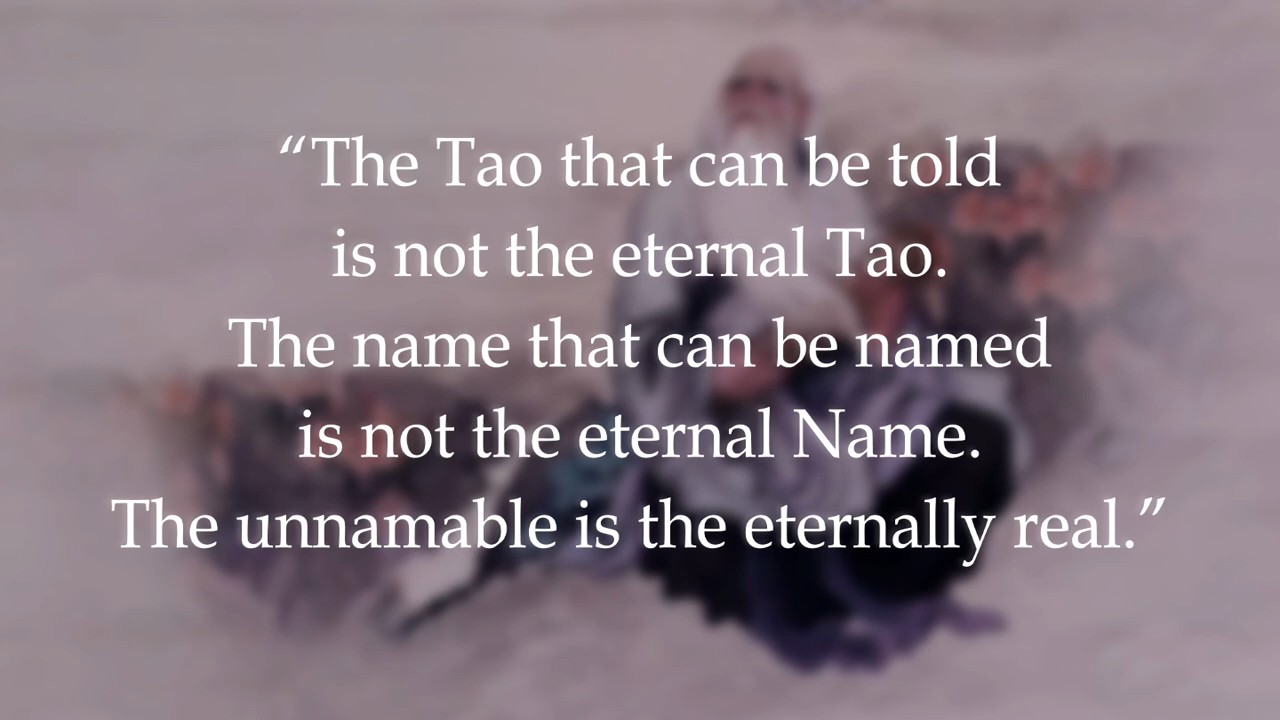 “The Tao that can be told
is not the eternal Tao.
The name that can be named
is not the eternal Name.
The unnamable is the eternally real.”